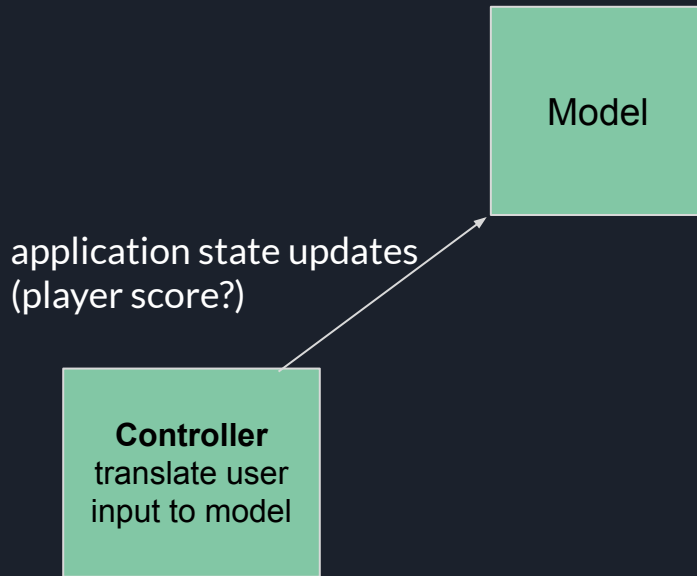 Model
application state updates
(player score?)
Controller
translate user
input to model